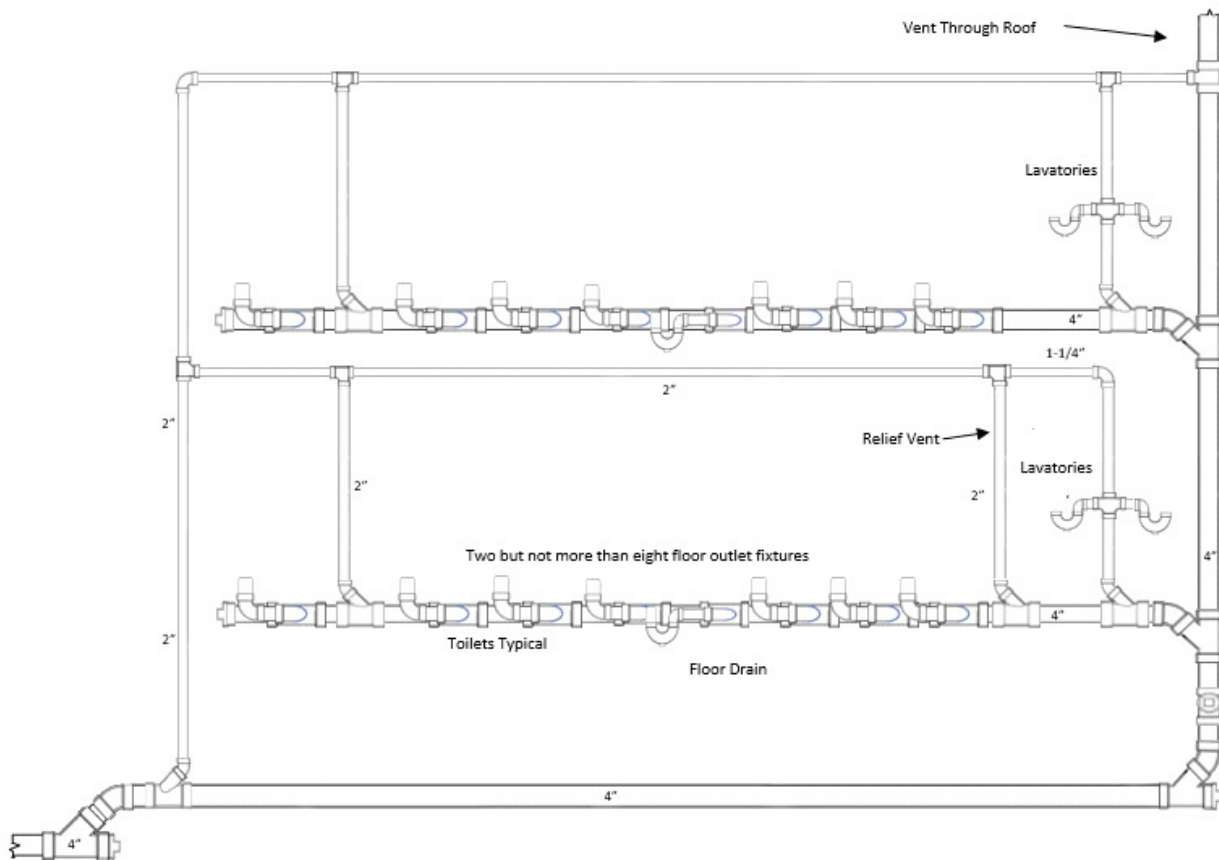 Vent Through Roof
Lavatories
4"
1-1/4"
2"
2"
Relief Vent
Lavatories
2"
2"
Two but not more than eight floor outlet fixtures
4"
4"
2"
Toilets Typical
Floor Drain
4"
4"